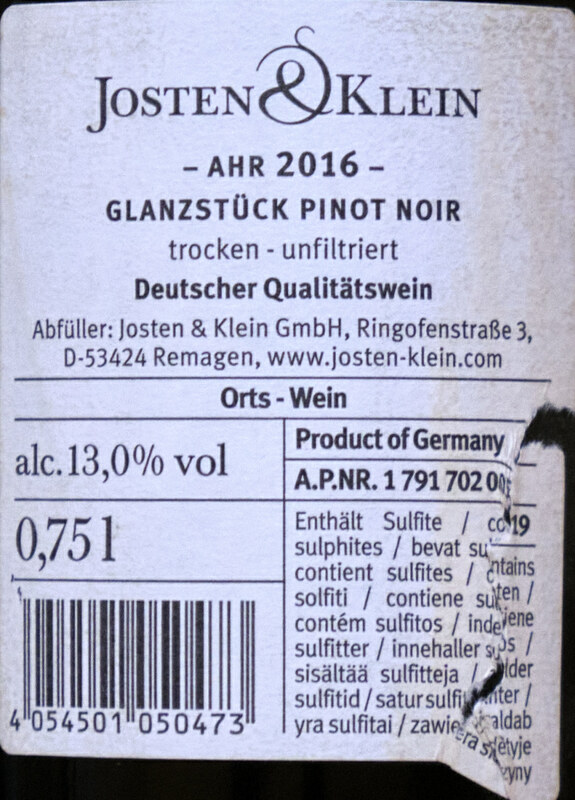 JOSTEN & KLEIN
– AHR 2016 –
GLANZSTÜCK PINOT NOIR
trocken - unfiltriert
Deutscher Qualitätswein
Abfüller: Josten & Klein GmbH, Ringofenstraße 3,
D-53424 Remagen, www.josten-klein.com
Orts - Wein
alc. 13,0% vol
0,75 l
4 054501 050473
Product of Germany
A.P.NR. 1 791 702 0
19
Enthält Sulfite /
sulphites / bevat
contient sulfites /
solfiti / contiene
contém sulfitos /
sulfitter / innehaller
sisältää sulfitteja /
sulfitid / satur
yra sulfitai /